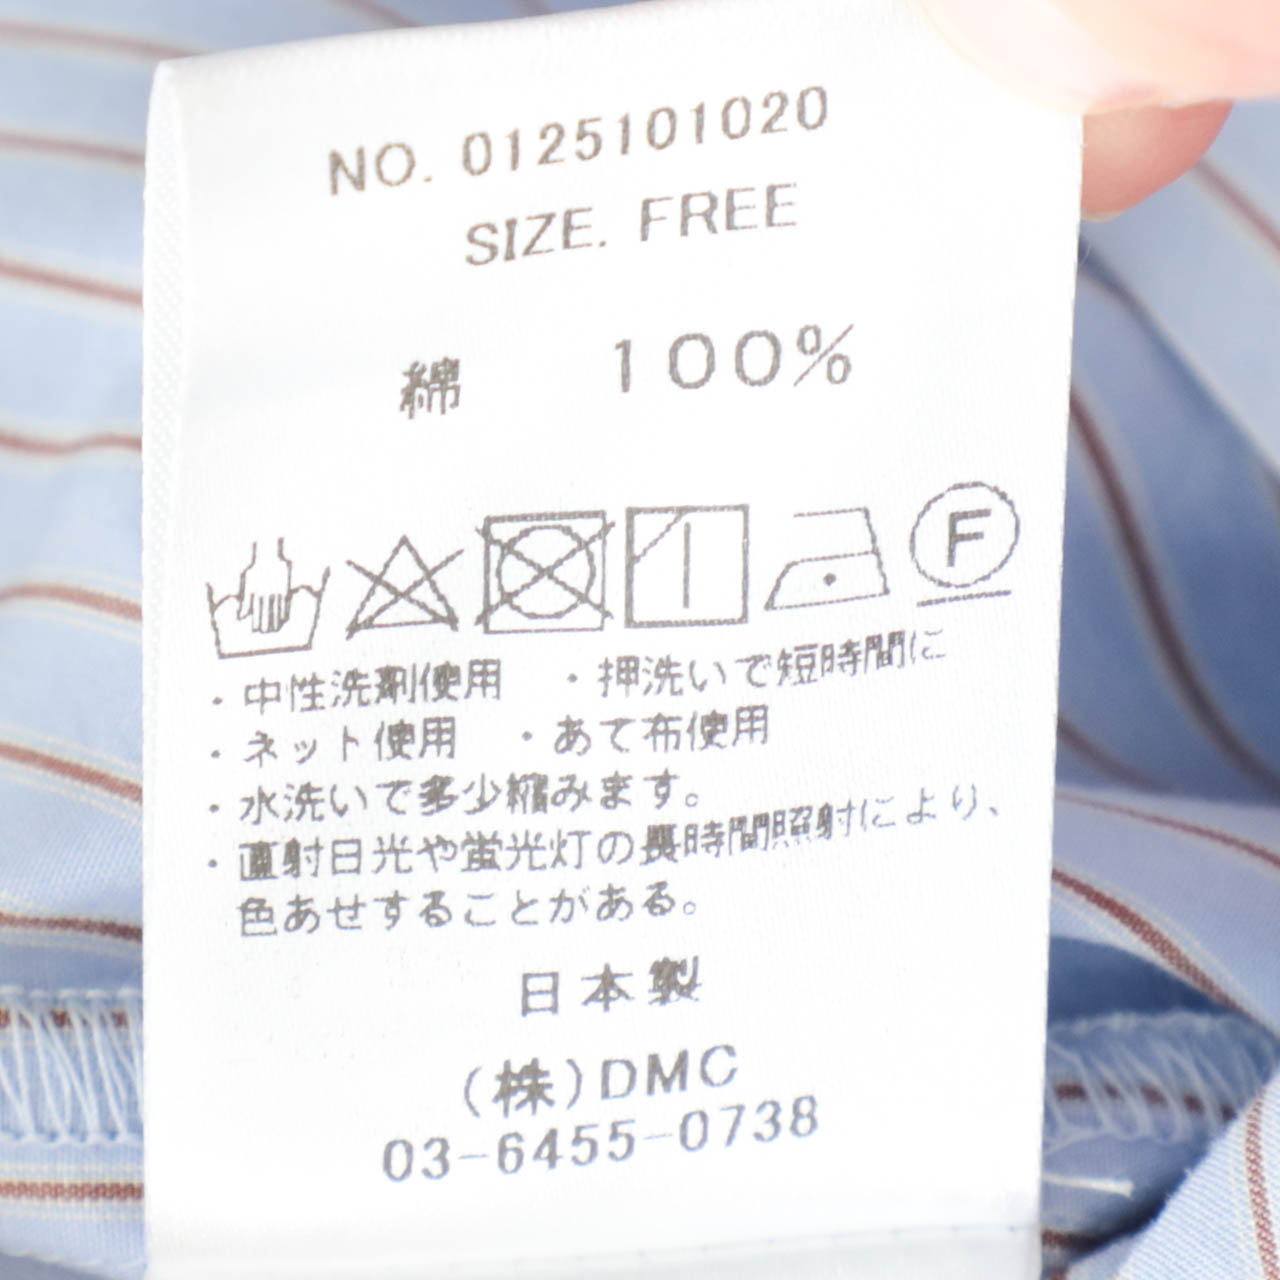 NO. 0125101020
SIZE. FREE
綿 100%
F
・中性洗剤使用 ・押洗いで短時間に
・ネット使用 ・あて布使用
・水洗いで多少縮みます。
・直射日光や蛍光灯の長時間照射により、
色あせすることがある。
日本製
(株)DMC
03-6455-0738